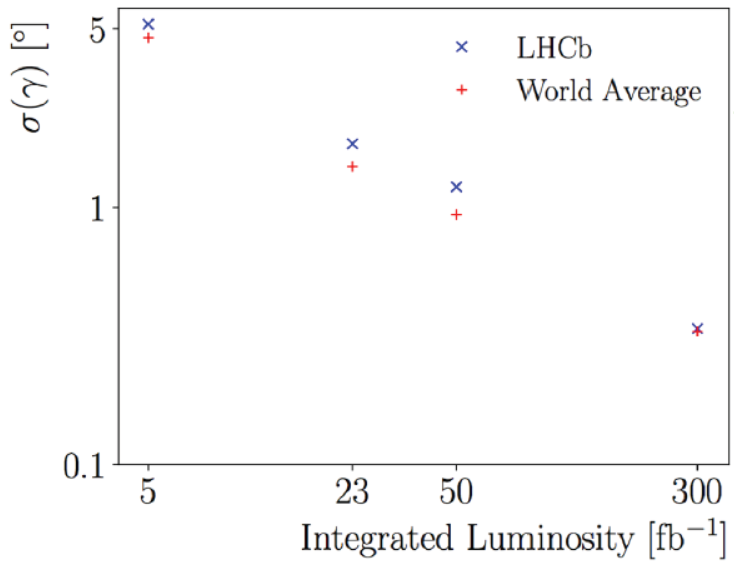 σ(γ) [°]
5
LHCb
World Average
1
0.1
5 23 50 300
Integrated Luminosity [fb⁻¹]